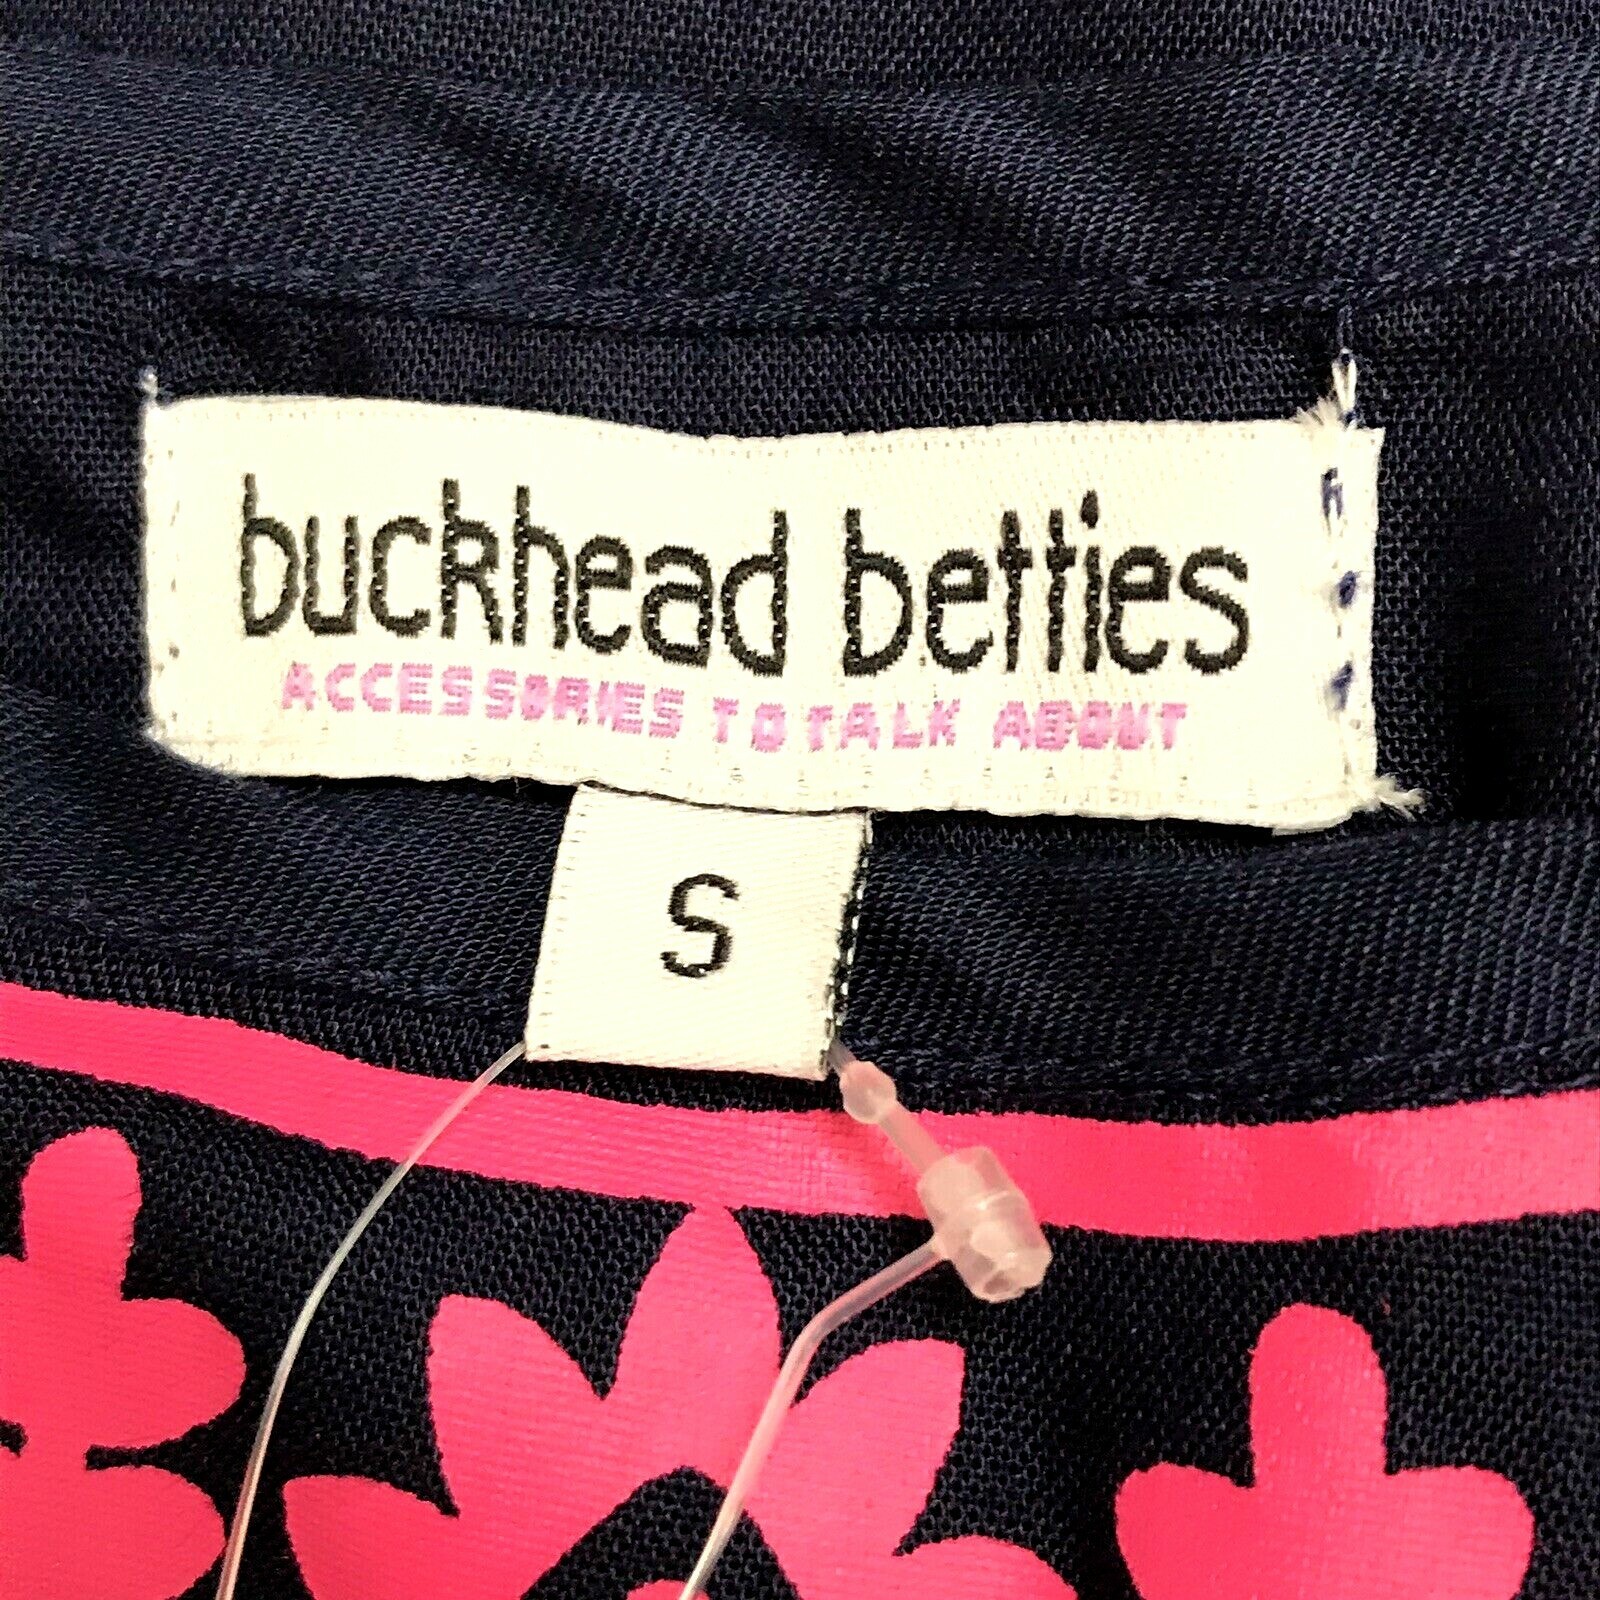 buckhead betties
ACCESSORIES TO TALK ABOUT
S